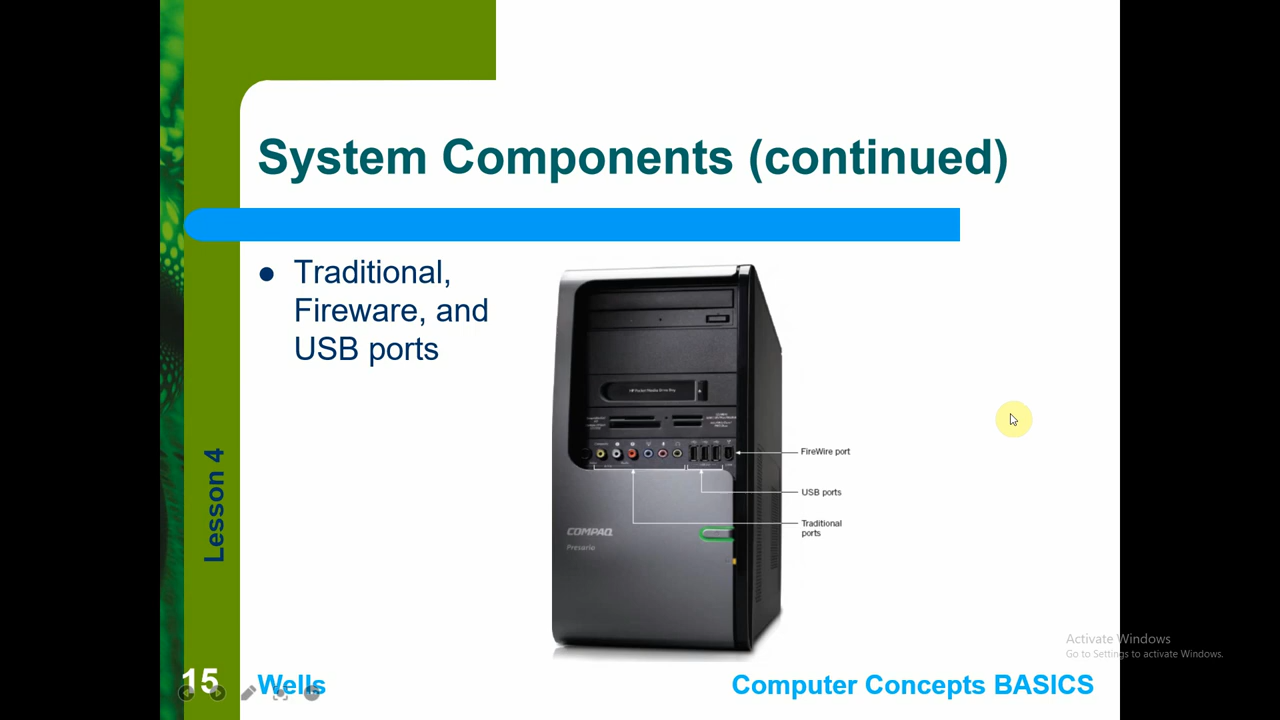 System Components (continued)
Traditional,
Fireware, and
USB ports
FireWire port
USB ports
Traditional
ports
COMPAQ
Presario
Lesson 4
15
Wells
Computer Concepts BASICS
Activate Windows
Go to Settings to activate Windows.